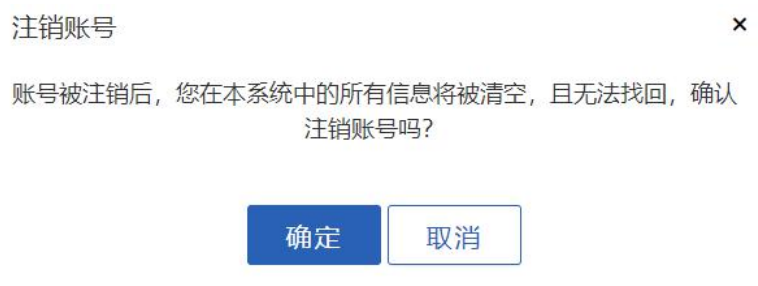 注销账号
×
账号被注销后，您在本系统中的所有信息将被清空，且无法找回，确认
注销账号吗？
确定
取消